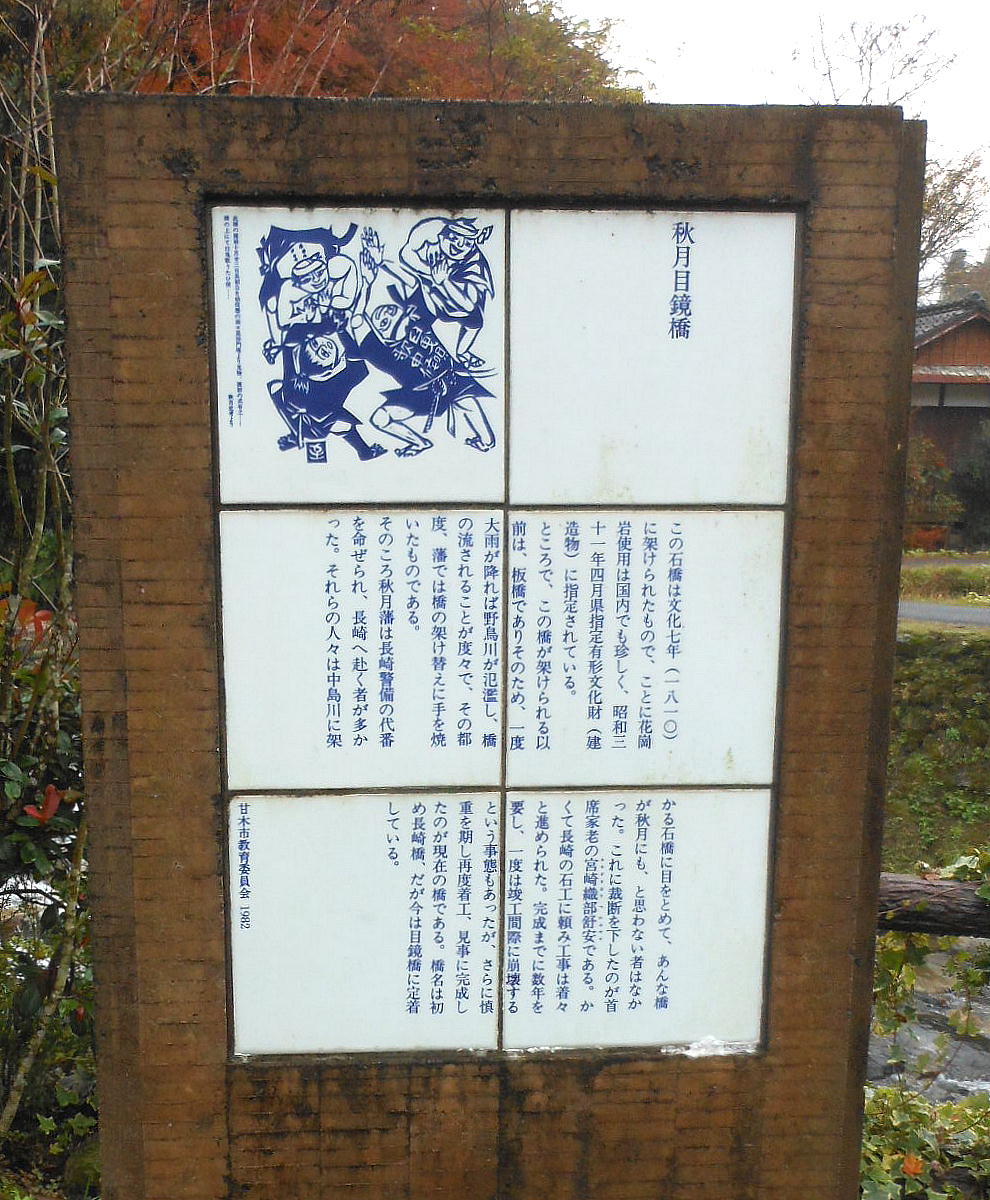 秋月目鏡橋
この石橋は文化七年（一八一〇）
に架けられたもので、ことに花崗
岩使用は国内でも珍しく、昭和三
十一年四月県指定有形文化財（建
造物）に指定されている。
ところで、この橋が架けられる以
前は、板橋でありそのため、一度
大雨が降れば野鳥川が氾濫し、橋
の流されることが度々で、その都
度、藩では橋の架け替えに手を焼
いたものである。
そのころ秋月藩は長崎警備の代番
を命ぜられ、長崎へ赴く者が多か
った。それらの人々は中島川に架
かる石橋に目をとめて、あんな橋
が秋月にも、と思わない者はなか
った。これに裁断を下したのが首
席家老の宮崎織部舒安である。か
くて長崎の石工に頼み工事は着々
と進められた。完成までに数年を
要し、一度は竣工間際に崩壊する
という事態もあったが、さらに慎
重を期し再度着工、見事に完成し
たのが現在の橋である。橋名は初
め長崎橋、だが今は目鏡橋に定着
している。
甘木市教育委員会 1982